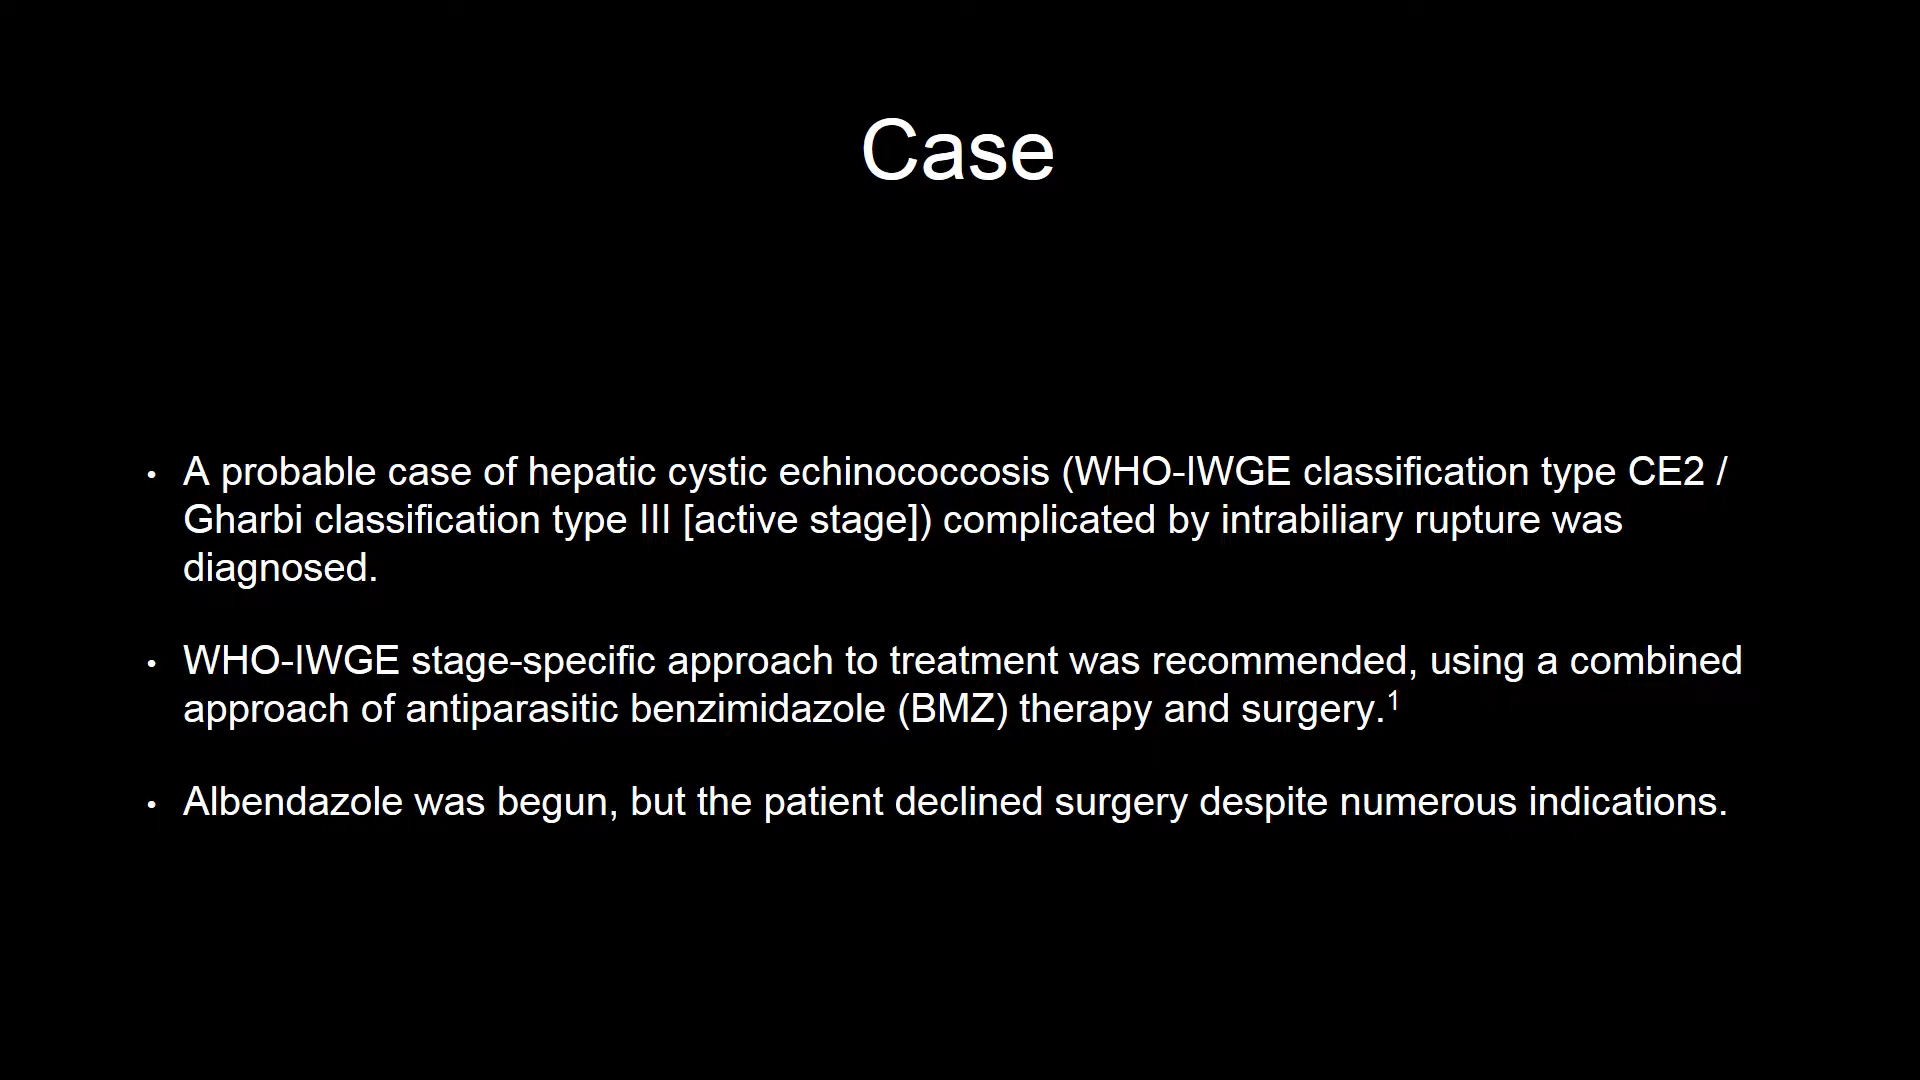 Case
• A probable case of hepatic cystic echinococcosis (WHO-IWGE classification type CE2 /
Gharbi classification type III [active stage]) complicated by intrabiliary rupture was
diagnosed.
• WHO-IWGE stage-specific approach to treatment was recommended, using a combined
approach of antiparasitic benzimidazole (BMZ) therapy and surgery.¹
• Albendazole was begun, but the patient declined surgery despite numerous indications.